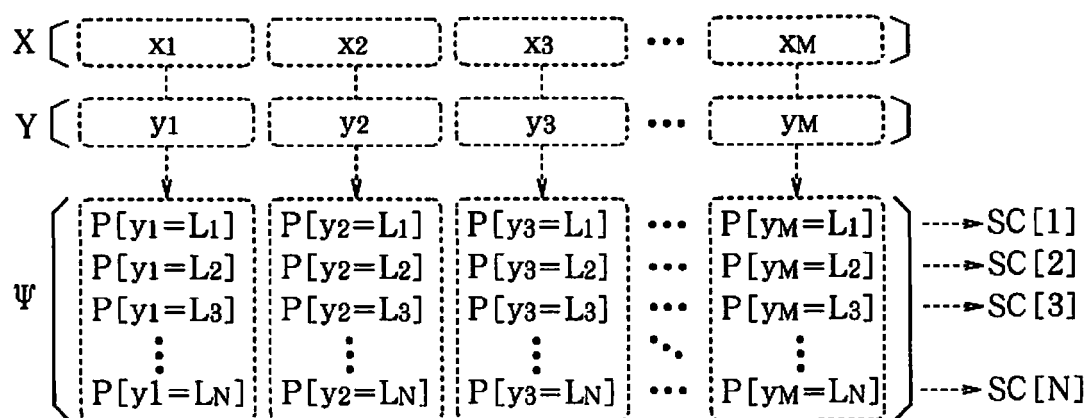 X [ x1 x2 x3 ••• xM ]
Y [ y1 y2 y3 ••• yM ]
P[y1=L1] P[y2=L1] P[y3=L1] ••• P[yM=L1] SC[1]
P[y1=L2] P[y2=L2] P[y3=L2] ••• P[yM=L2] SC[2]
Ψ P[y1=L3] P[y2=L3] P[y3=L3] ••• P[yM=L3] SC[3]
P[y1=LN] P[y2=LN] P[y3=LN] ••• P[yM=LN] SC[N]